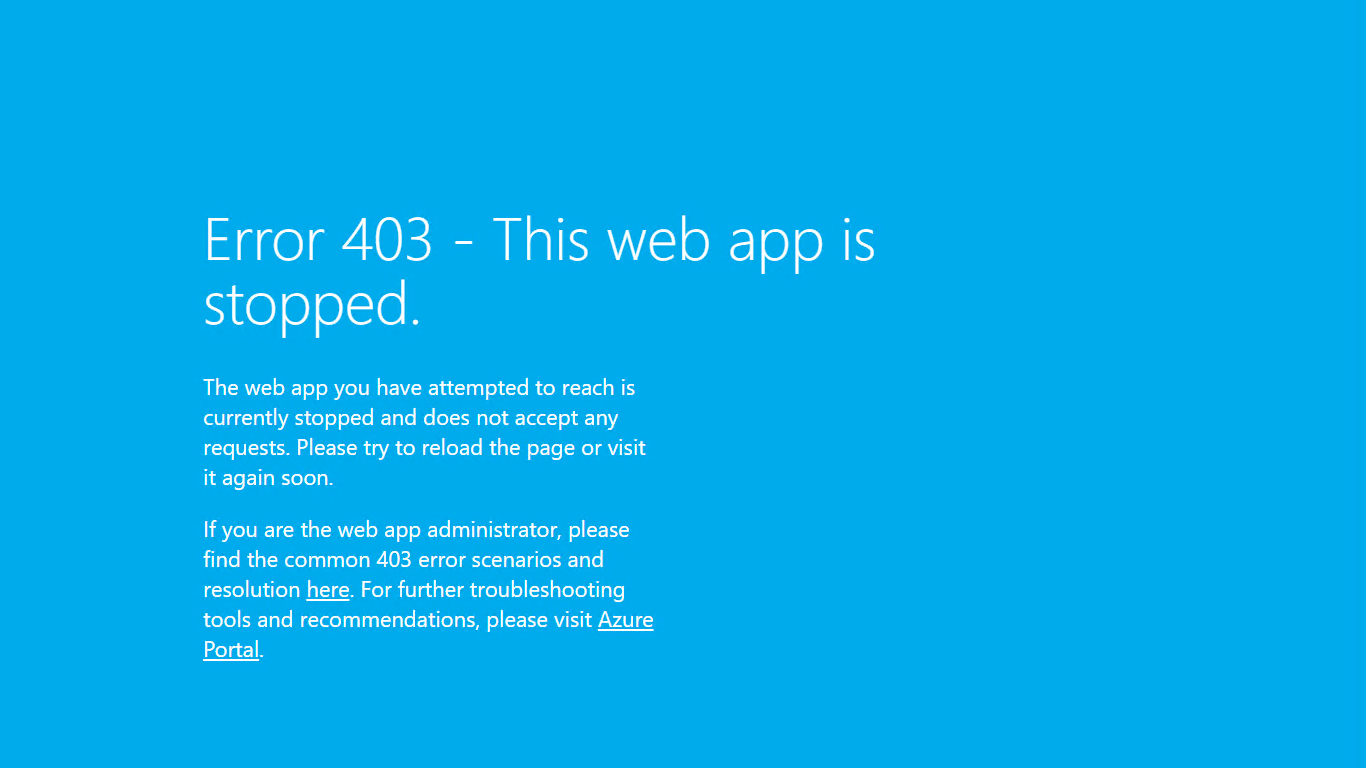 Error 403 - This web app is
stopped.
The web app you have attempted to reach is
currently stopped and does not accept any
requests. Please try to reload the page or visit
it again soon.
If you are the web app administrator, please
find the common 403 error scenarios and
resolution here. For further troubleshooting
tools and recommendations, please visit Azure
Portal.